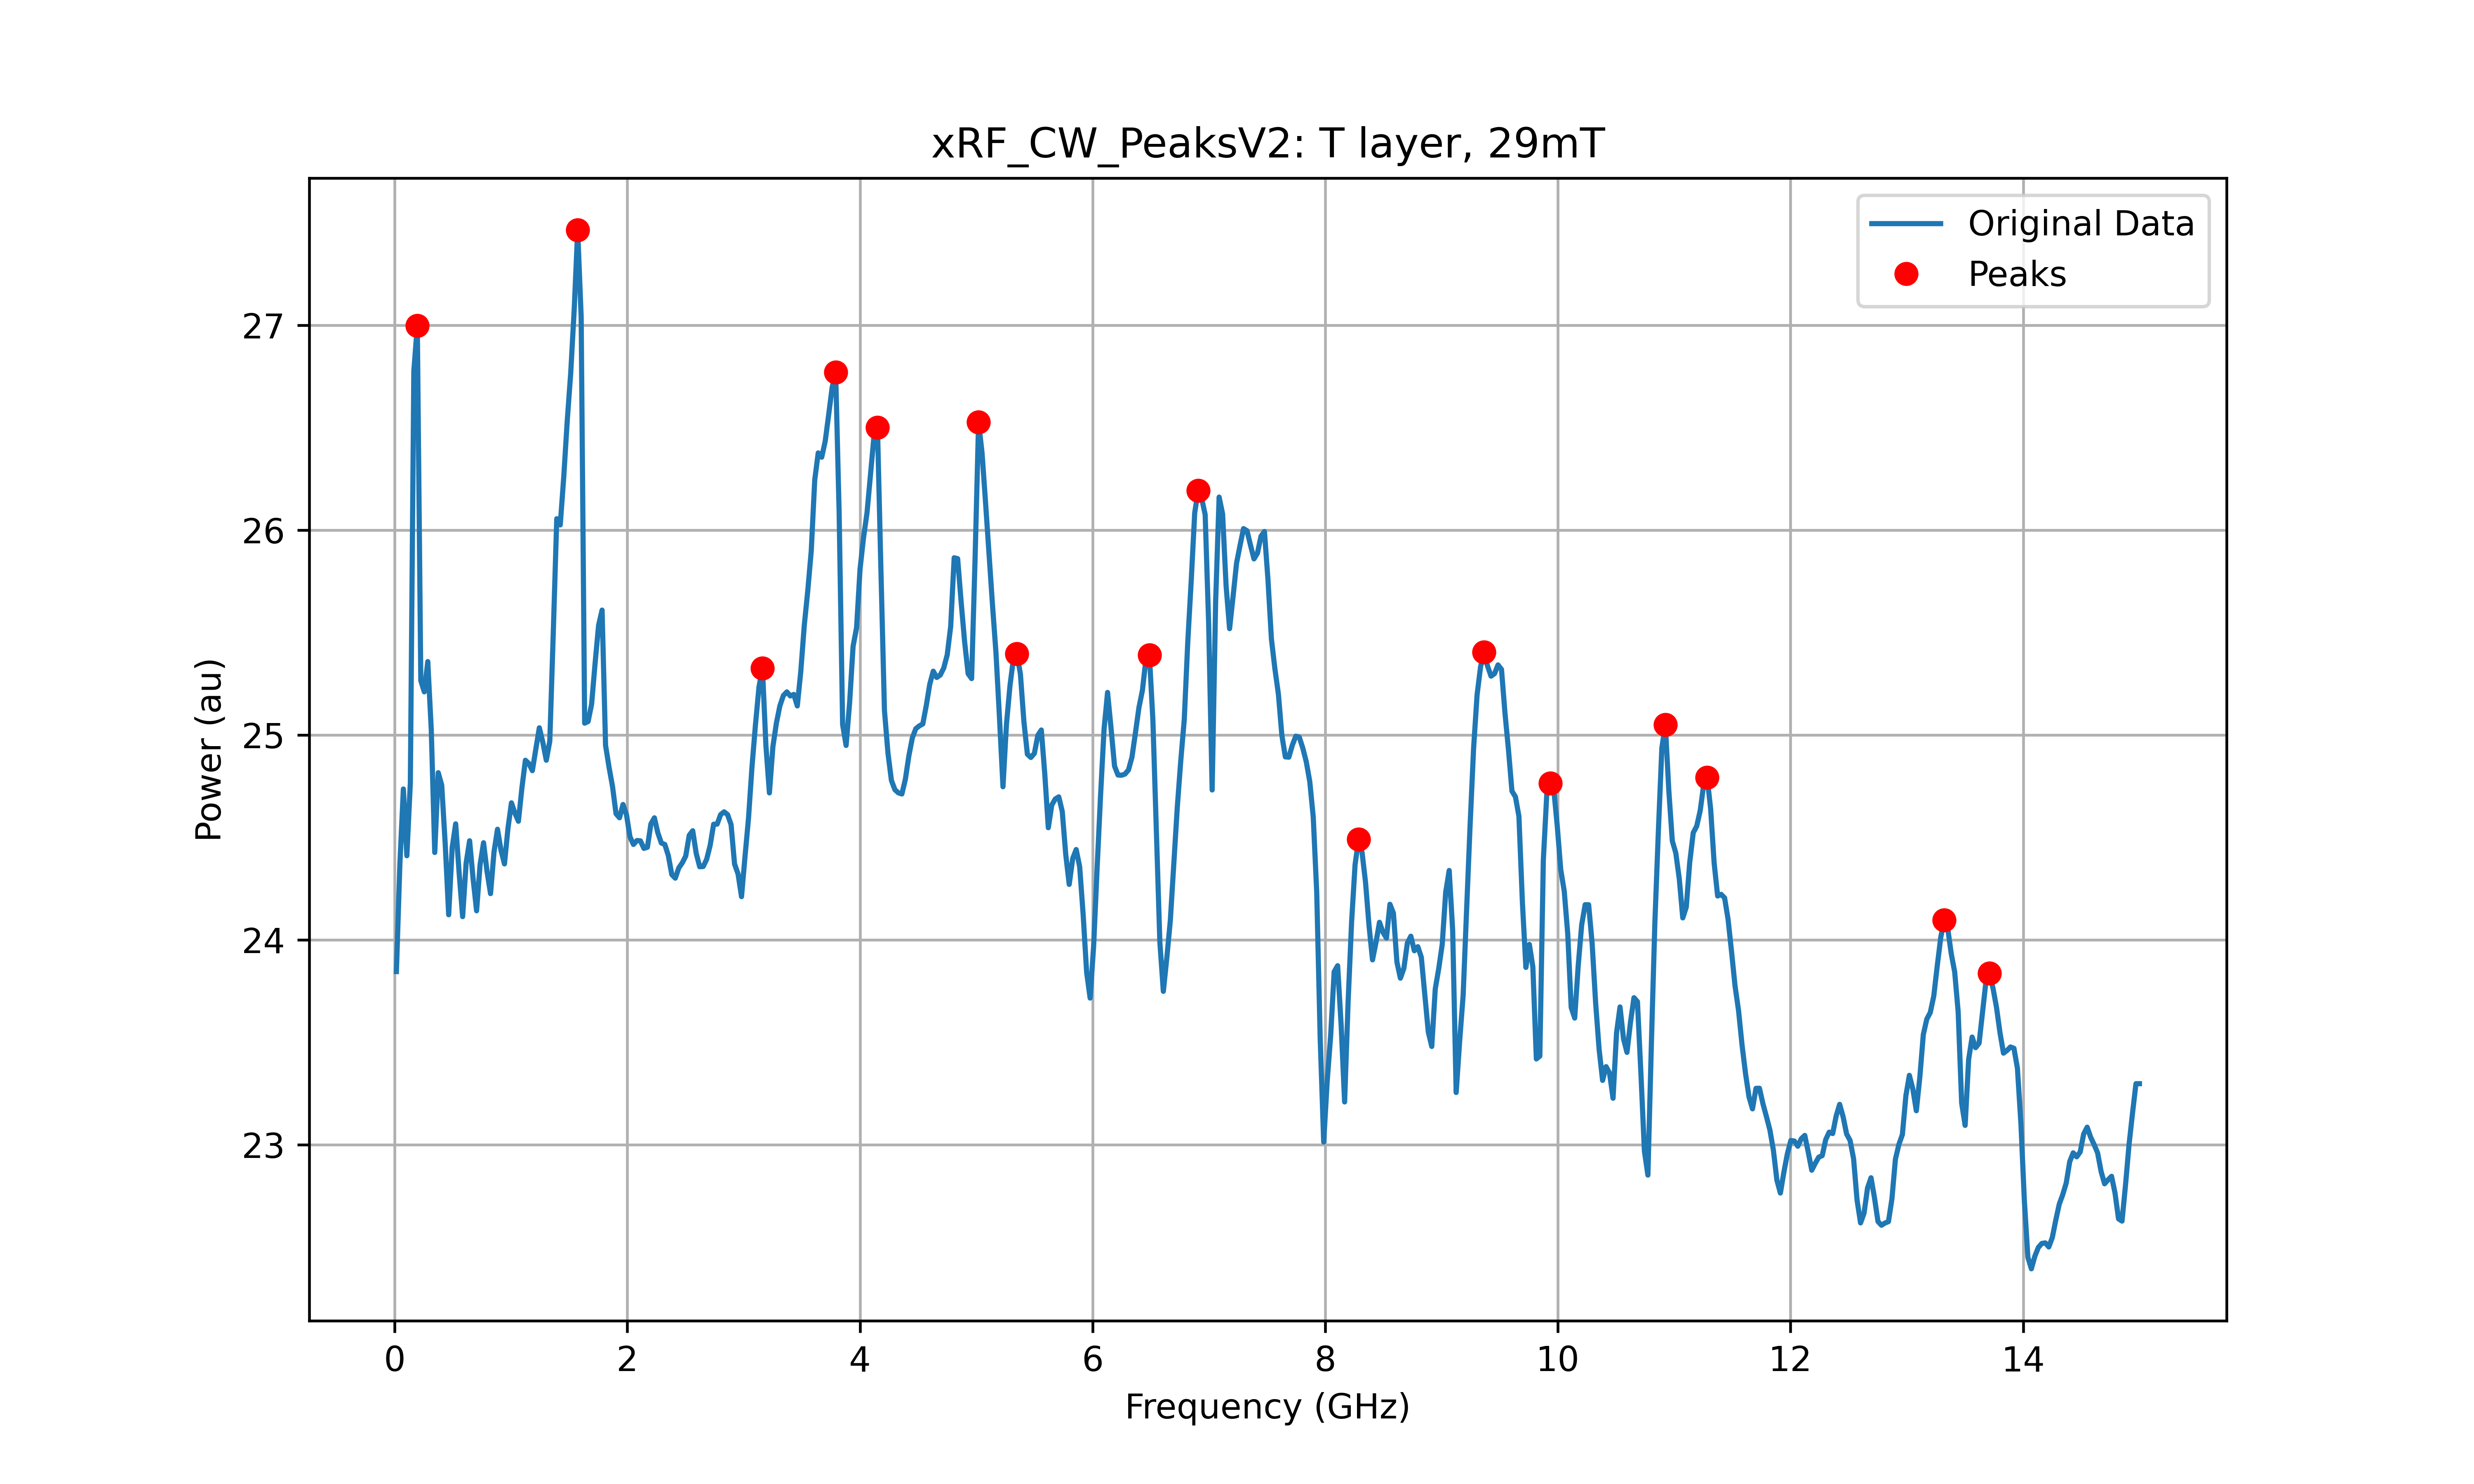 xRF_CW_PeaksV2: T layer, 29mT
Original Data
Peaks
27
26
25
24
23
Power (au)
0 2 4 6 8 10 12 14
Frequency (GHz)